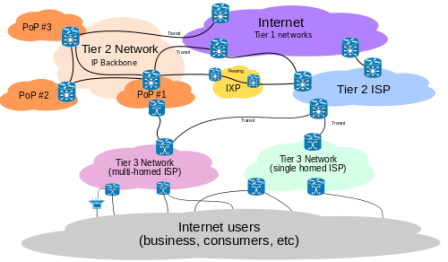 PoP #3
Internet
Tier 1 networks
Transit
Tier 2 Network
IP Backbone
Transit
Peering
IXP
PoP #2
PoP #1
Tier 2 ISP
Transit
Transit
Tier 3 Network
(multi-homed ISP)
Tier 3 Network
(single homed ISP)
Internet users
(business, consumers, etc)